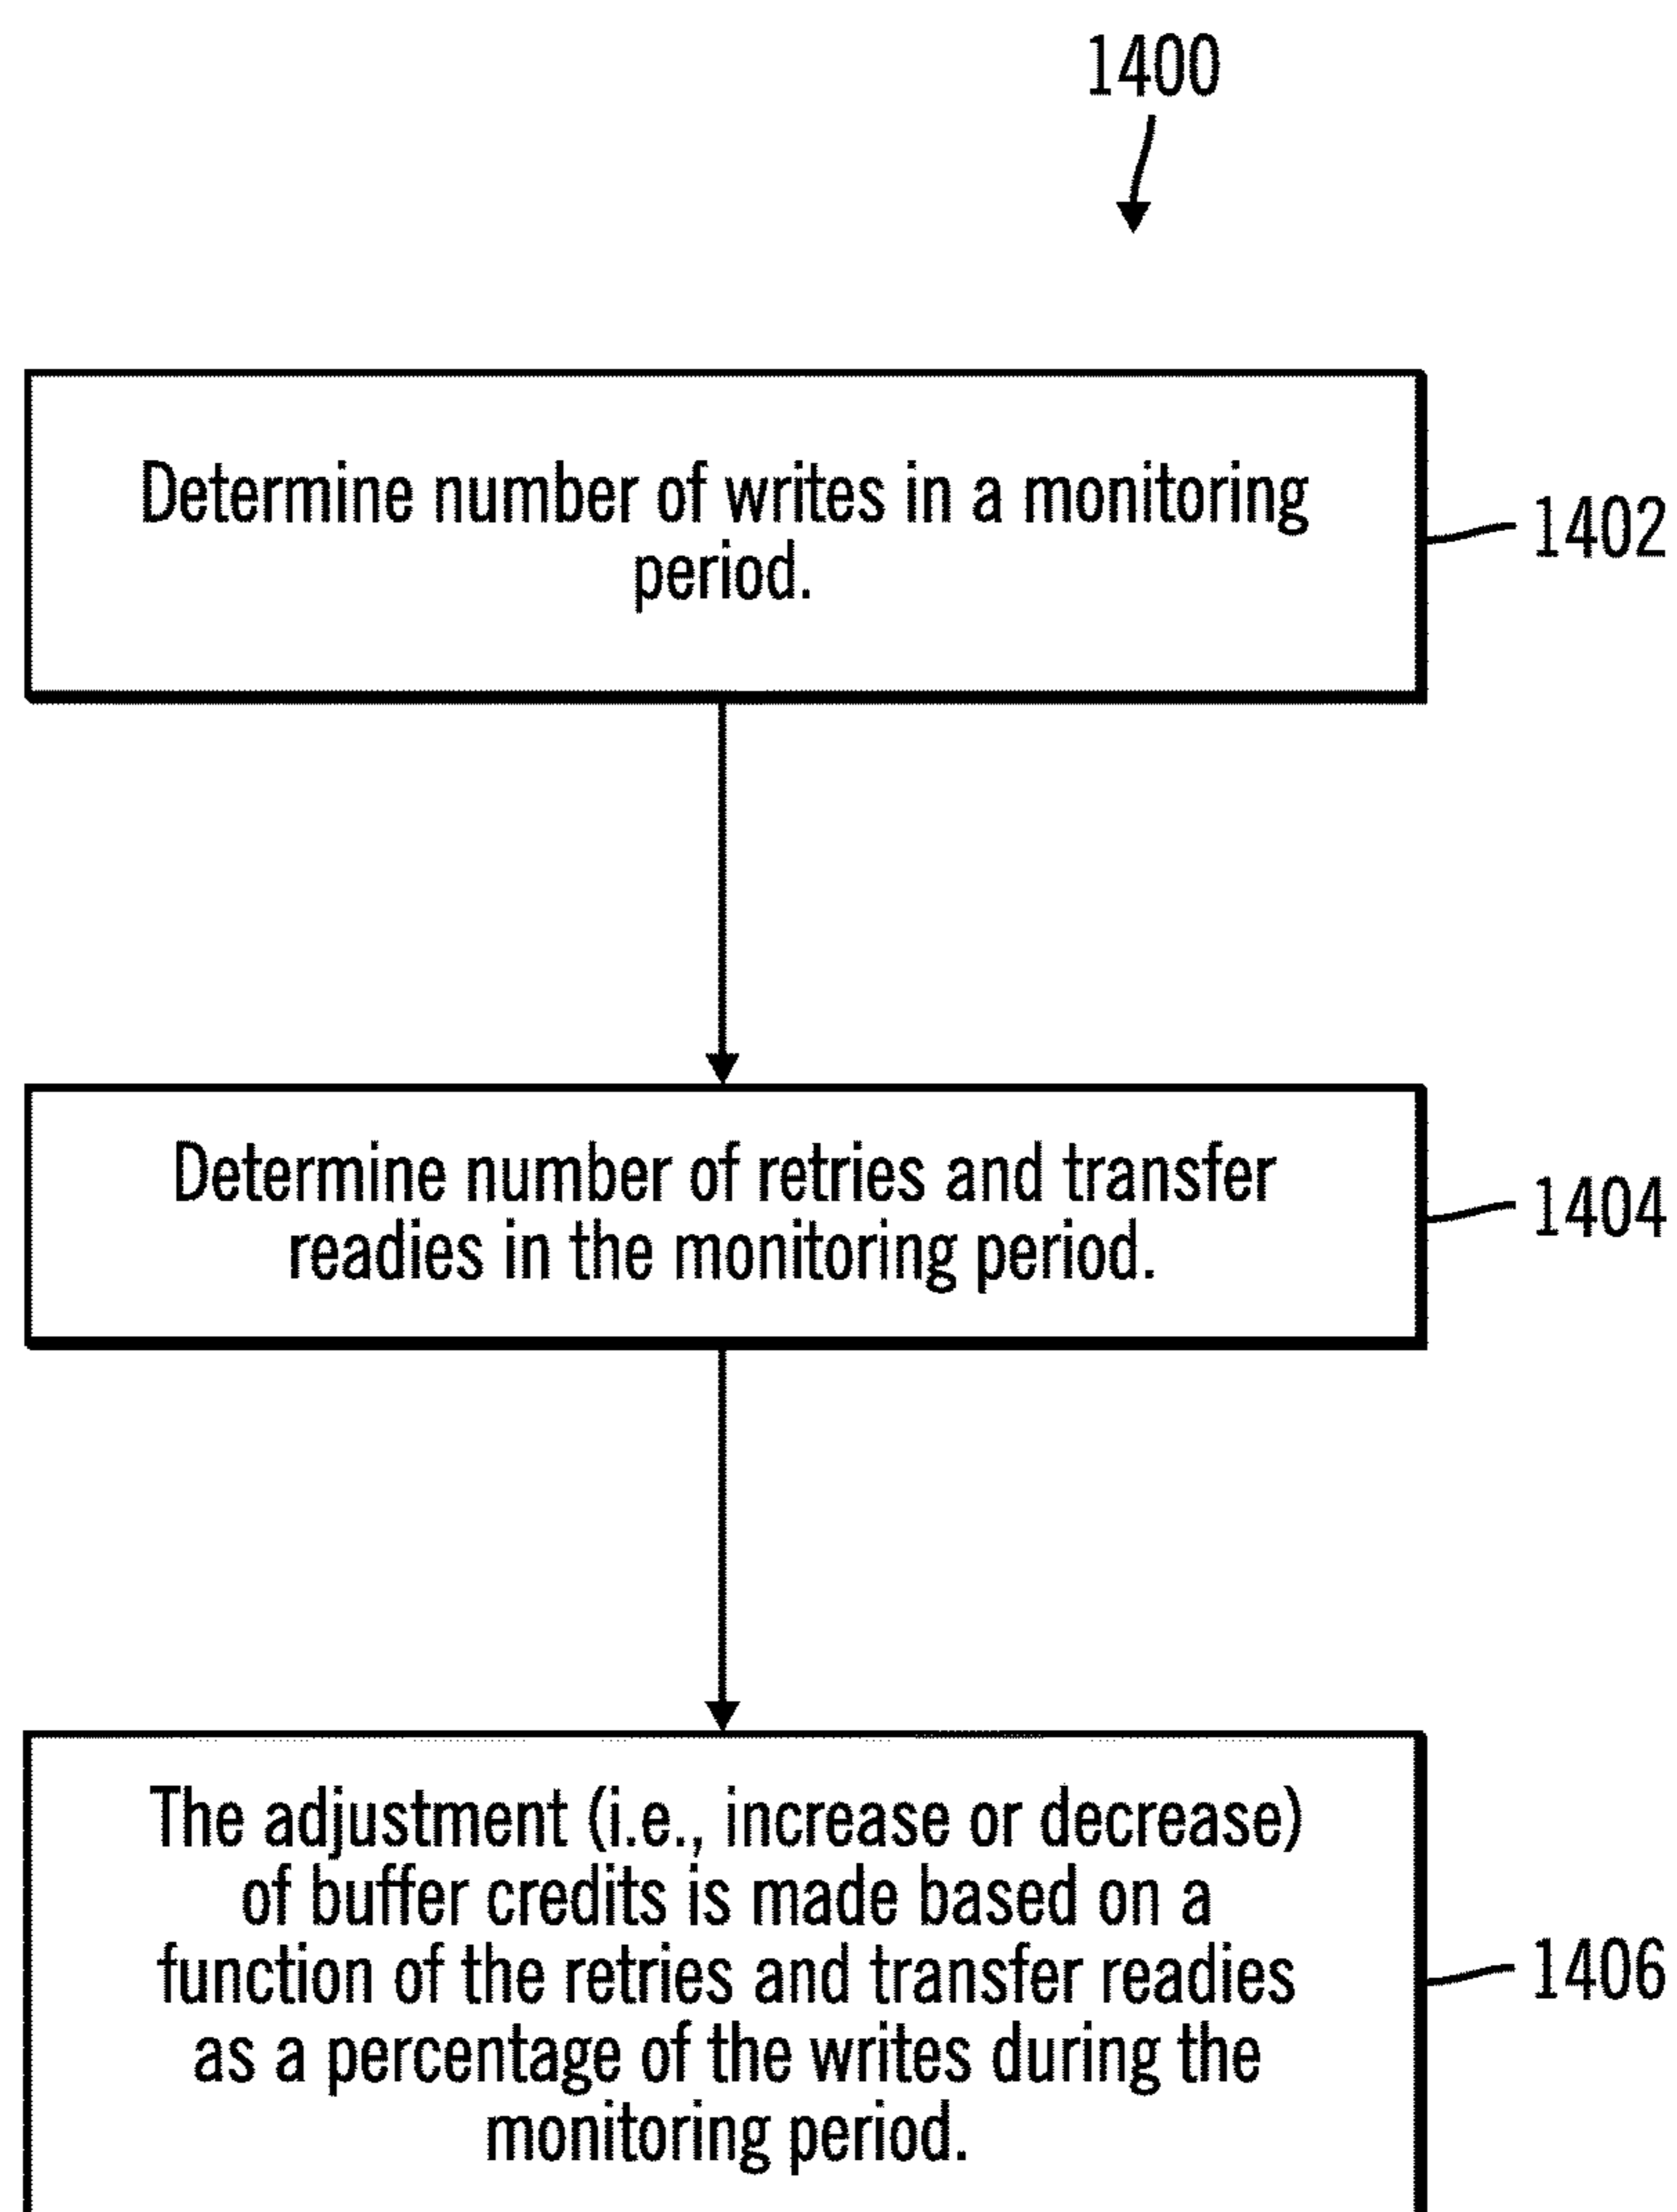 1400
Determine number of writes in a monitoring
period.
1402
Determine number of retries and transfer
readies in the monitoring period.
1404
The adjustment (i.e., increase or decrease)
of buffer credits is made based on a
function of the retries and transfer readies
as a percentage of the writes during the
monitoring period.
1406